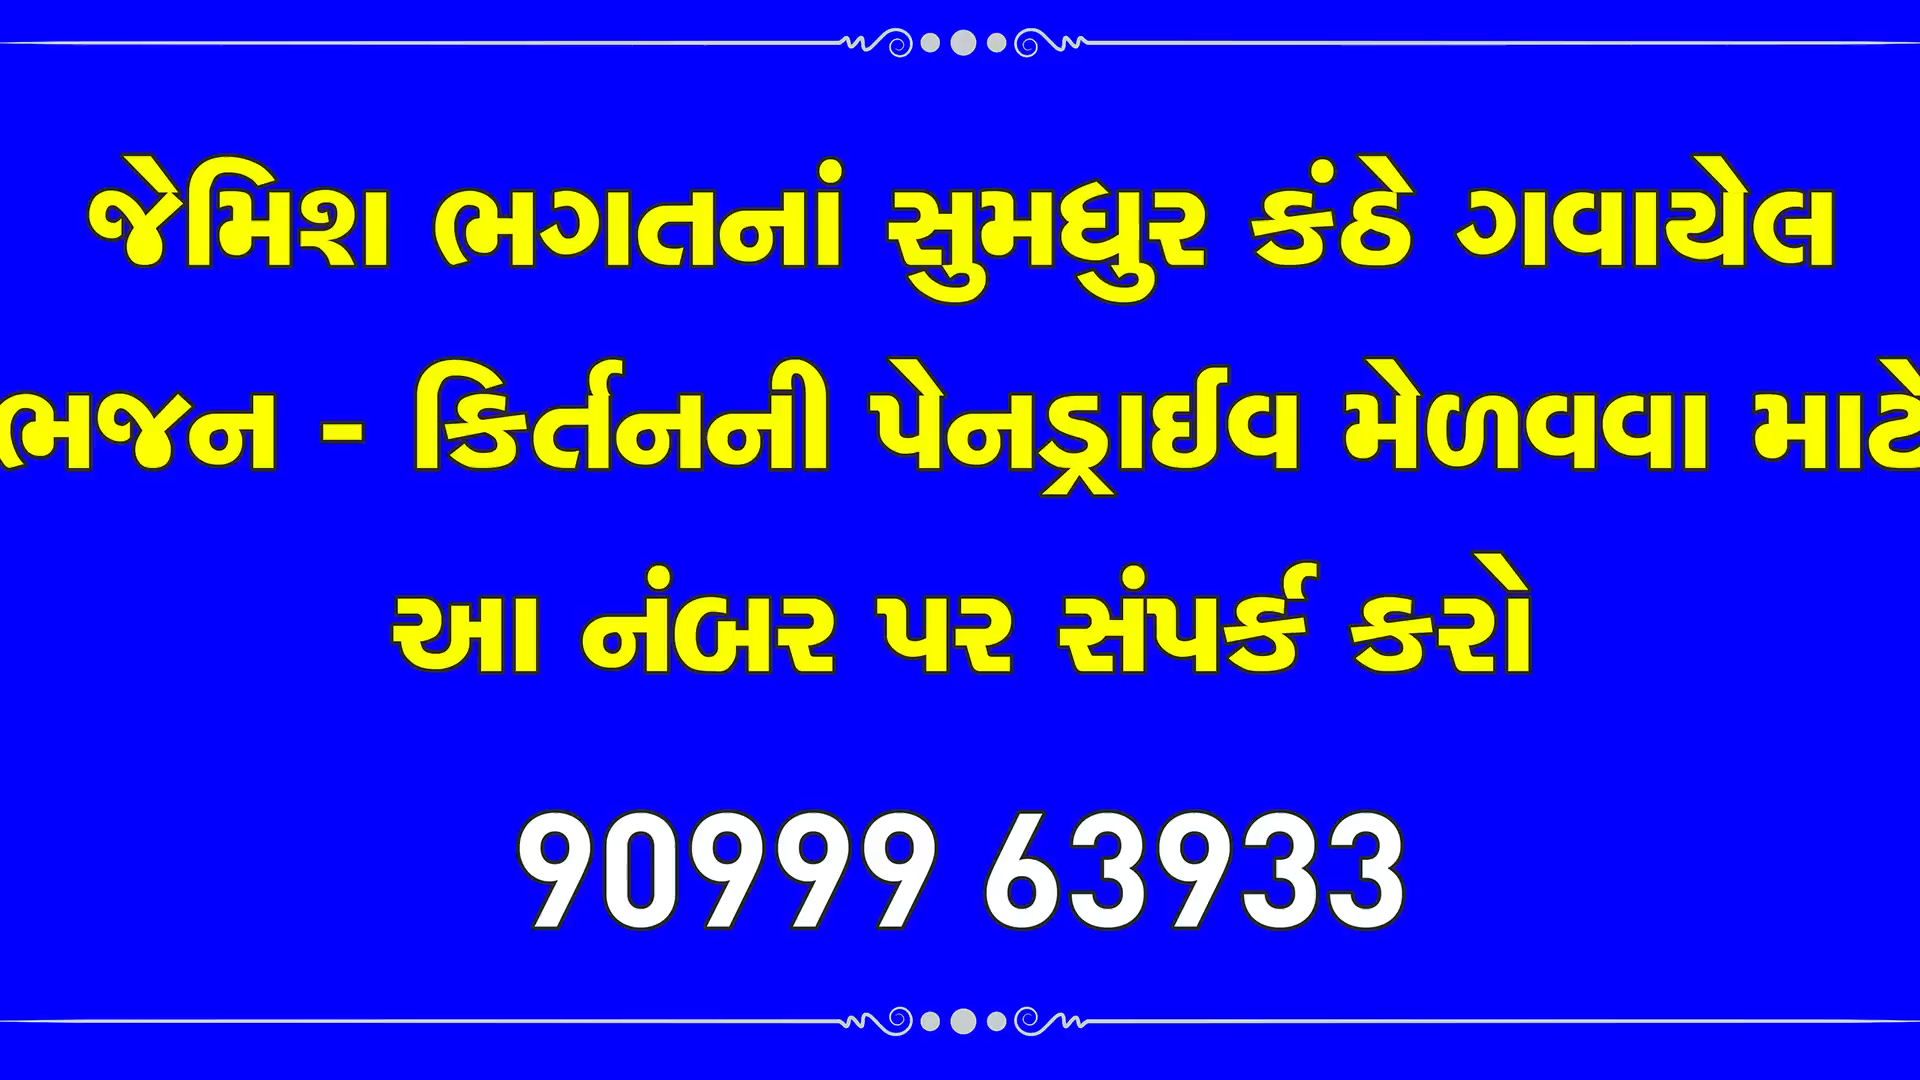 જેમિશ ભગતનાં સુમધુર કંઠે ગવાયેલ
ભજન - કિર્તનની પેનડ્રાઈવ મેળવવા માટે
આ નંબર પર સંપર્ક કરો
90999 63933